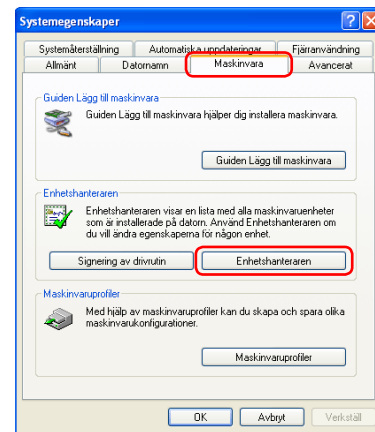 Systemegenskaper
Systemåterställning Automatiska uppdateringar Fjärranvändning
Allmänt Datornamn Maskinvara Avancerat
Guiden Lägg till maskinvara
Guiden Lägg till maskinvara hjälper dig installera maskinvara.
Guiden Lägg till maskinvara
Enhetshanteraren
Enhetshanteraren visar en lista med alla maskinvaruenheter
som är installerade på datorn. Använd Enhetshanteraren om
du vill ändra egenskaperna för någon enhet.
Signering av drivrutin Enhetshanteraren
Maskinvaruprofiler
Med hjälp av maskinvaruprofiler kan du skapa och spara olika
maskinvarukonfigurationer.
Maskinvaruprofiler
OK Avbryt Verkställ